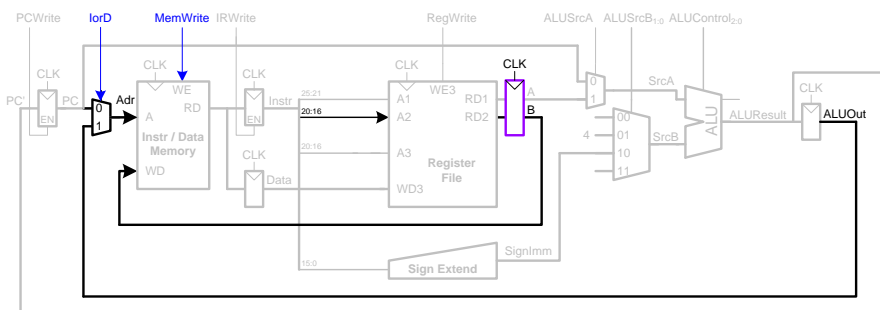 PCWrite IorD MemWrite IRWrite RegWrite ALUSrcA ALUSrcB1:0 ALUControl2:0
CLK CLK CLK CLK CLK CLK
PC' PC EN
0
1
Adr
WE
A RD
Instr / Data
Memory
WD
EN
Instr
CLK
Data
25:21
20:16
20:16
15:0
A1
A2
A3
WD3
WE3
RD1
RD2
Register
File
A
B
0
1
SrcA
4
00
01
10
11
SrcB
ALU
ALUResult
ALUOut
SignImm
Sign Extend